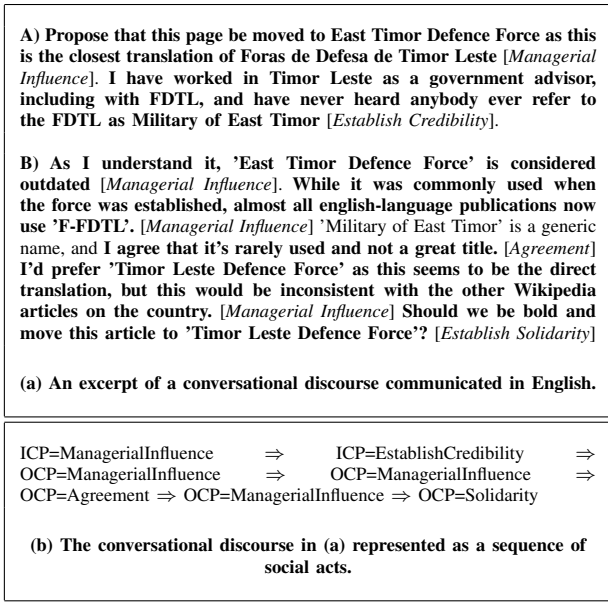 A) Propose that this page be moved to East Timor Defence Force as this
is the closest translation of Foras de Defesa de Timor Leste [Managerial
Influence]. I have worked in Timor Leste as a government advisor,
including with FDTL, and have never heard anybody ever refer to
the FDTL as Military of East Timor [Establish Credibility].
B) As I understand it, 'East Timor Defence Force' is considered
outdated [Managerial Influence]. While it was commonly used when
the force was established, almost all english-language publications now
use 'F-FDTL'. [Managerial Influence] 'Military of East Timor' is a generic
name, and I agree that it's rarely used and not a great title. [Agreement]
I'd prefer 'Timor Leste Defence Force' as this seems to be the direct
translation, but this would be inconsistent with the other Wikipedia
articles on the country. [Managerial Influence] Should we be bold and
move this article to 'Timor Leste Defence Force'? [Establish Solidarity]
(a) An excerpt of a conversational discourse communicated in English.
ICP=ManagerialInfluence ⇒ ICP=EstablishCredibility ⇒
OCP=ManagerialInfluence ⇒ OCP=ManagerialInfluence ⇒
OCP=Agreement ⇒ OCP=ManagerialInfluence ⇒ OCP=Solidarity
(b) The conversational discourse in (a) represented as a sequence of
social acts.